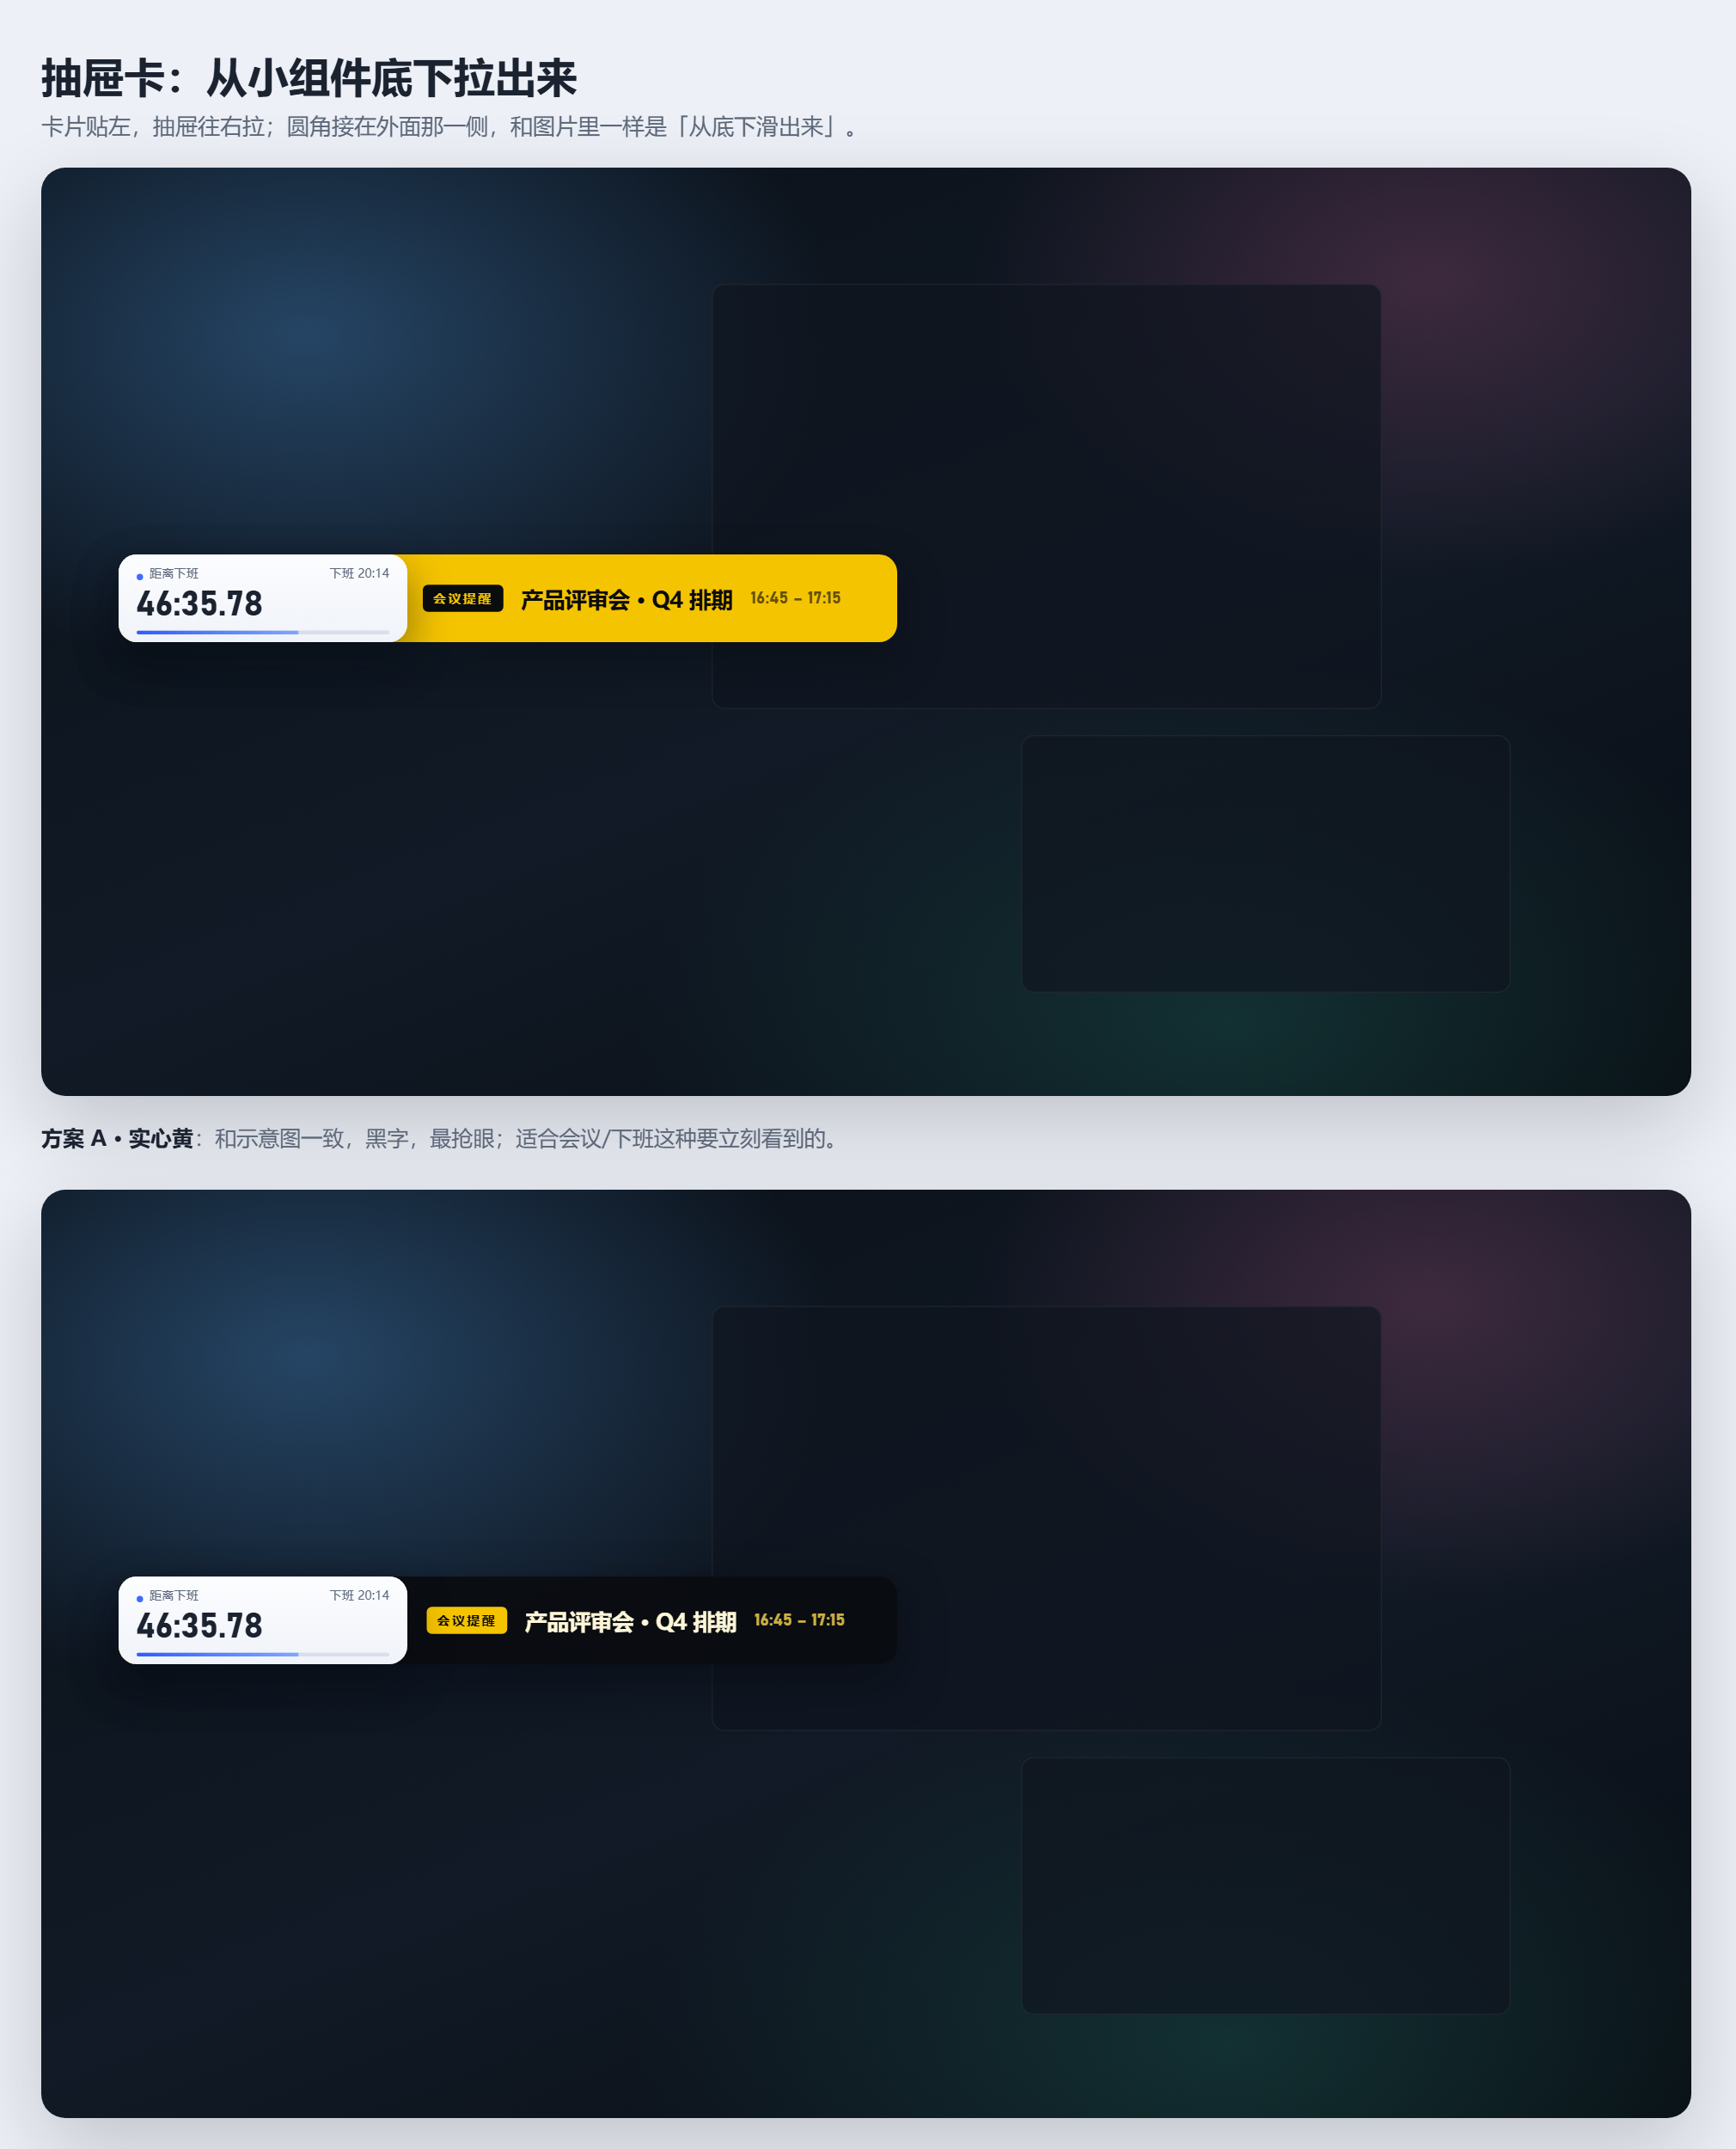 抽屉卡：从小组件底下拉出来
卡片贴左，抽屉往右拉；圆角接在外面那一侧，和图片里一样是「从底下滑出来」。
距离下班 下班 20:14
46:35.78
会议提醒 产品评审会・Q4 排期 16:45 – 17:15
方案 A・实心黄：和示意图一致，黑字，最抢眼；适合会议/下班这种要立刻看到的。
距离下班 下班 20:14
46:35.78
会议提醒 产品评审会・Q4 排期 16:45 – 17:15